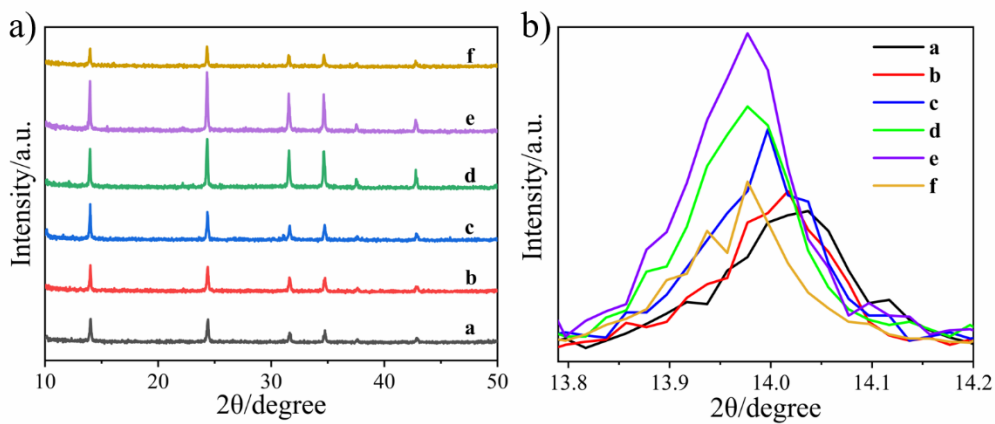 a)
Intensity/a.u.
f
e
d
c
b
a
10 20 30 40 50
2θ/degree
b)
Intensity/a.u.
a
b
c
d
e
f
13.8 13.9 14.0 14.1 14.2
2θ/degree